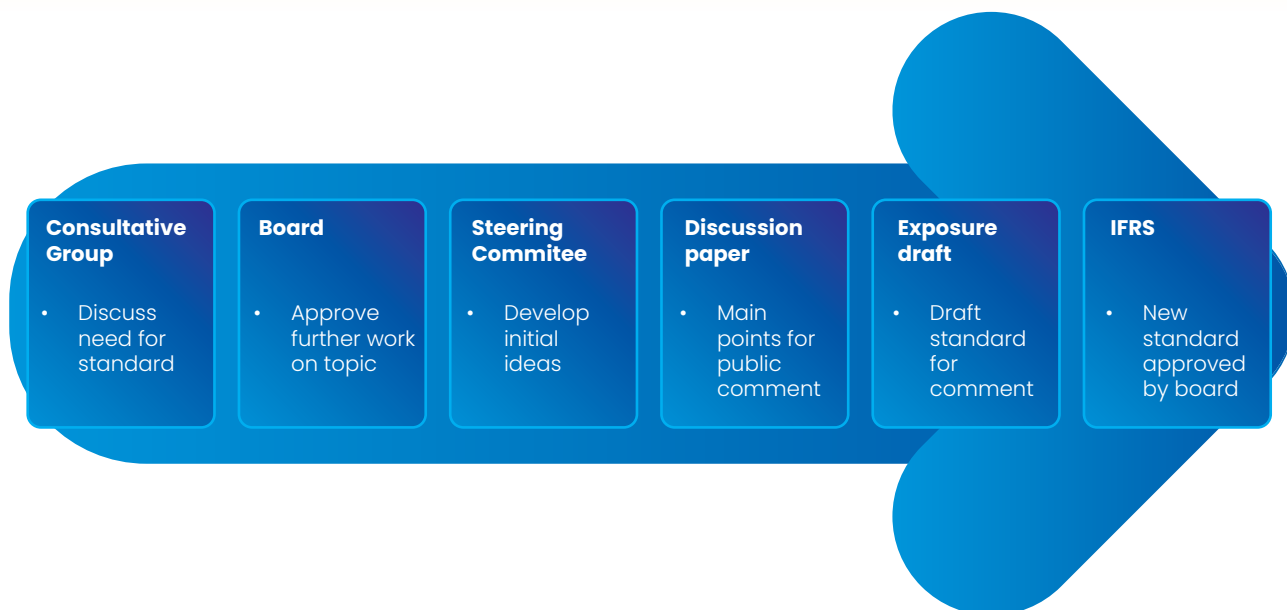 Consultative
Group
• Discuss
need for
standard
Board
• Approve
further work
on topic
Steering
Commitee
• Develop
initial
ideas
Discussion
paper
• Main
points for
public
comment
Exposure
draft
• Draft
standard
for
comment
IFRS
• New
standard
approved
by board